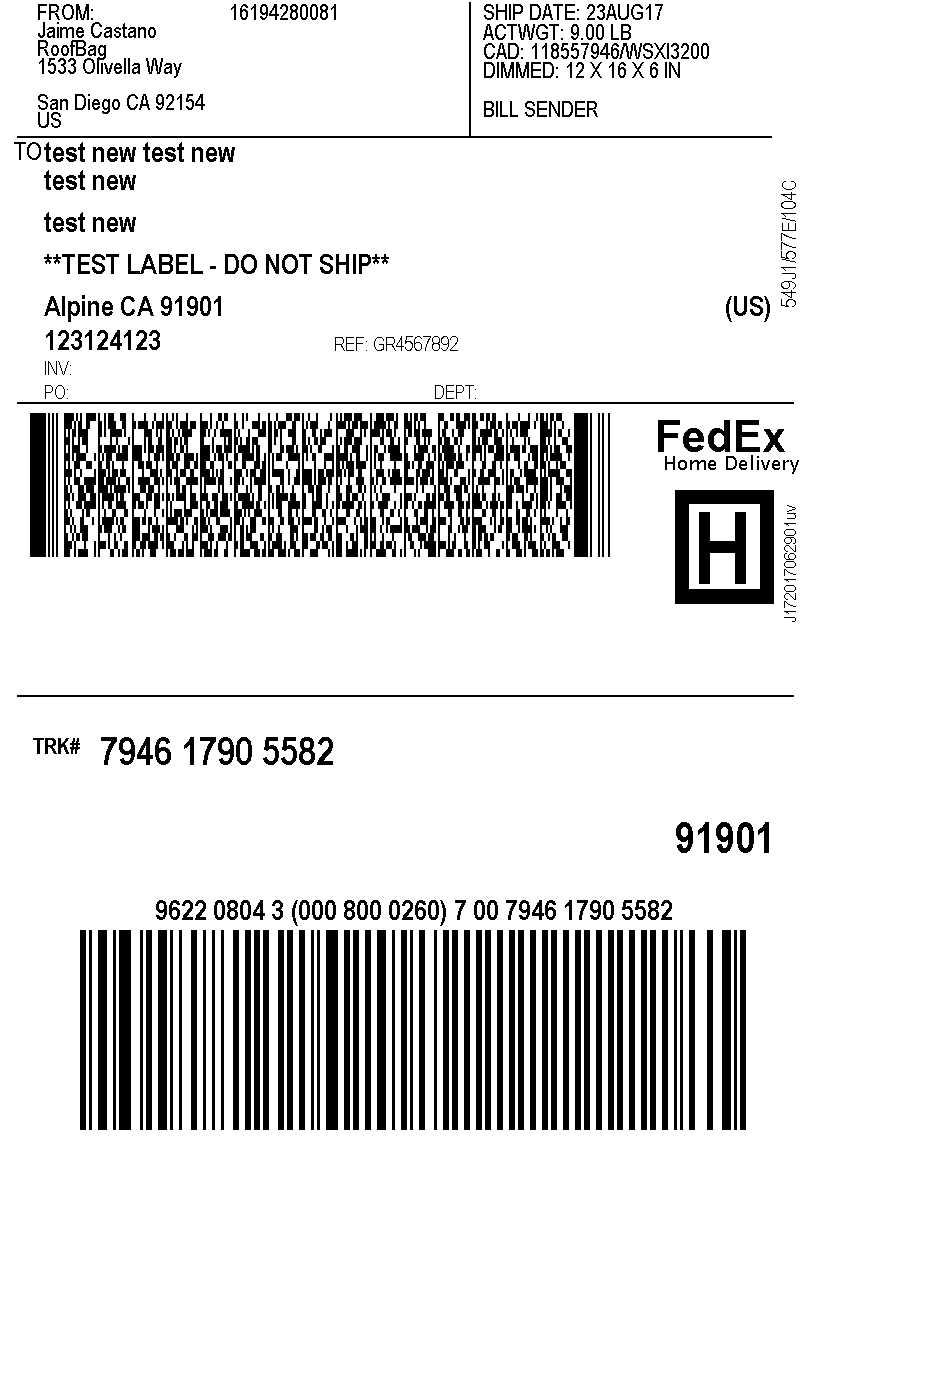 FROM: 16194280081
Jaime Castano
RoofBag
1533 Olivella Way
San Diego CA 92154
US
SHIP DATE: 23AUG17
ACTWGT: 9.00 LB
CAD: 118557946/WSXI3200
DIMMED: 12 X 16 X 6 IN
BILL SENDER
TO test new test new
test new
test new
**TEST LABEL - DO NOT SHIP**
Alpine CA 91901 (US)
123124123 REF: GR4567892
INV:
PO: DEPT:
549J1/577E/104C
FedEx
Home Delivery
H
J172017062901uv
TRK# 7946 1790 5582
91901
9622 0804 3 (000 800 0260) 7 00 7946 1790 5582